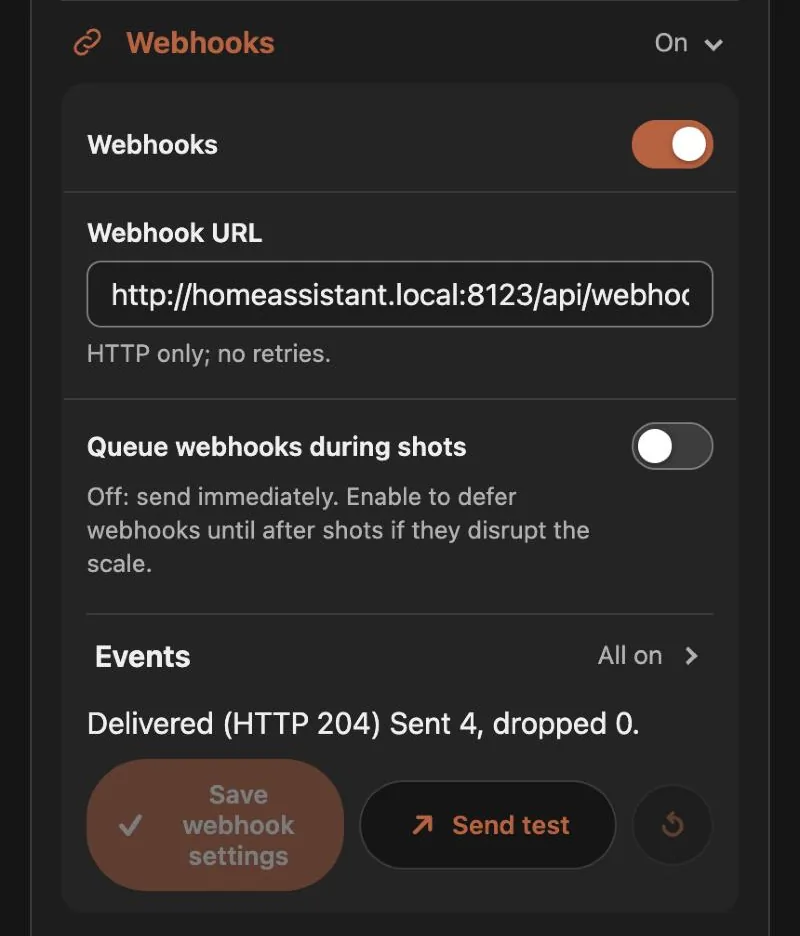 Webhooks
On
Webhooks
Webhook URL
http://homeassistant.local:8123/api/webhoo
HTTP only; no retries.
Queue webhooks during shots
Off: send immediately. Enable to defer
webhooks until after shots if they disrupt the
scale.
Events
All on
Delivered (HTTP 204) Sent 4, dropped 0.
Save
webhook
settings
Send test